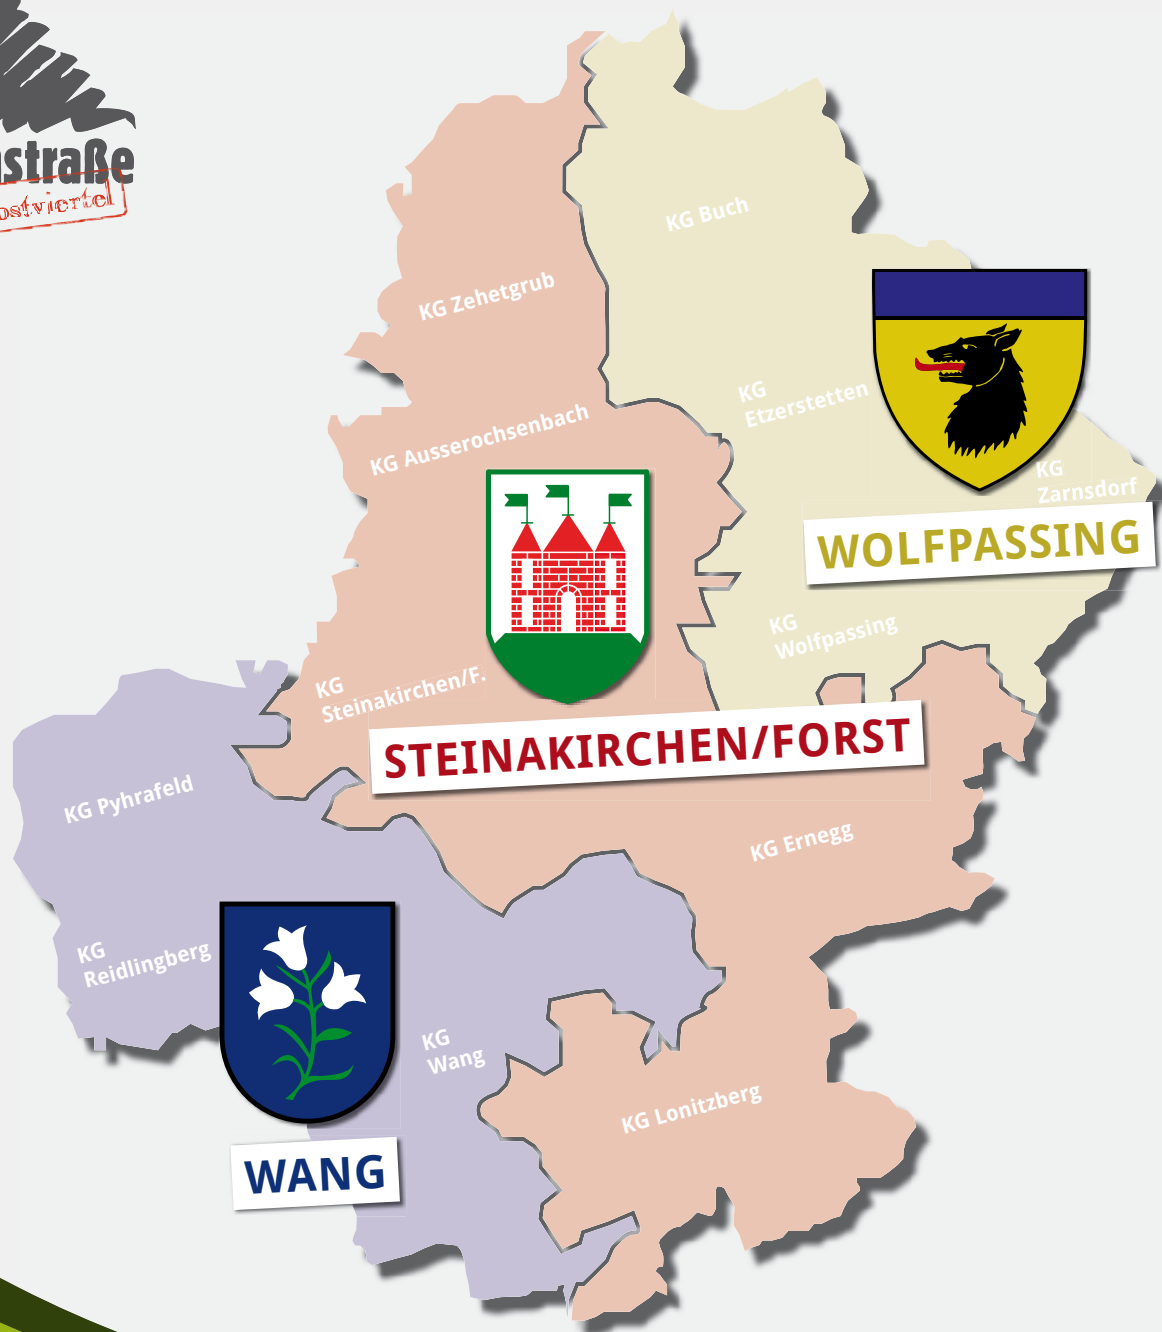 straße
ostviertel
KG Buch
KG Zehetgrub
KG
Etzerstetten
KG Ausserochsenbach
KG
Zarnsdorf
WOLFPASSING
KG
Wolfpassing
KG
Steinakirchen/F.
STEINAKIRCHEN/FORST
KG Pyhrafeld
KG Ernegg
KG
Reidlingberg
KG
Wang
KG Lonitzberg
WANG